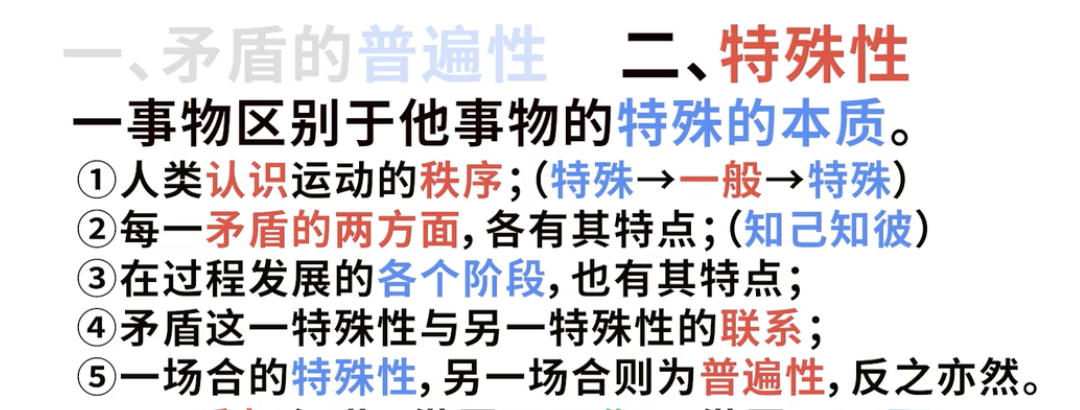 一、矛盾的普遍性 二、特殊性
一事物区别于他事物的特殊的本质。
①人类认识运动的秩序；（特殊→一般→特殊）
②每一矛盾的两方面，各有其特点；（知己知彼）
③在过程发展的各个阶段，也有其特点；
④矛盾这一特殊性与另一特殊性的联系；
⑤一场合的特殊性，另一场合则为普遍性，反之亦然。